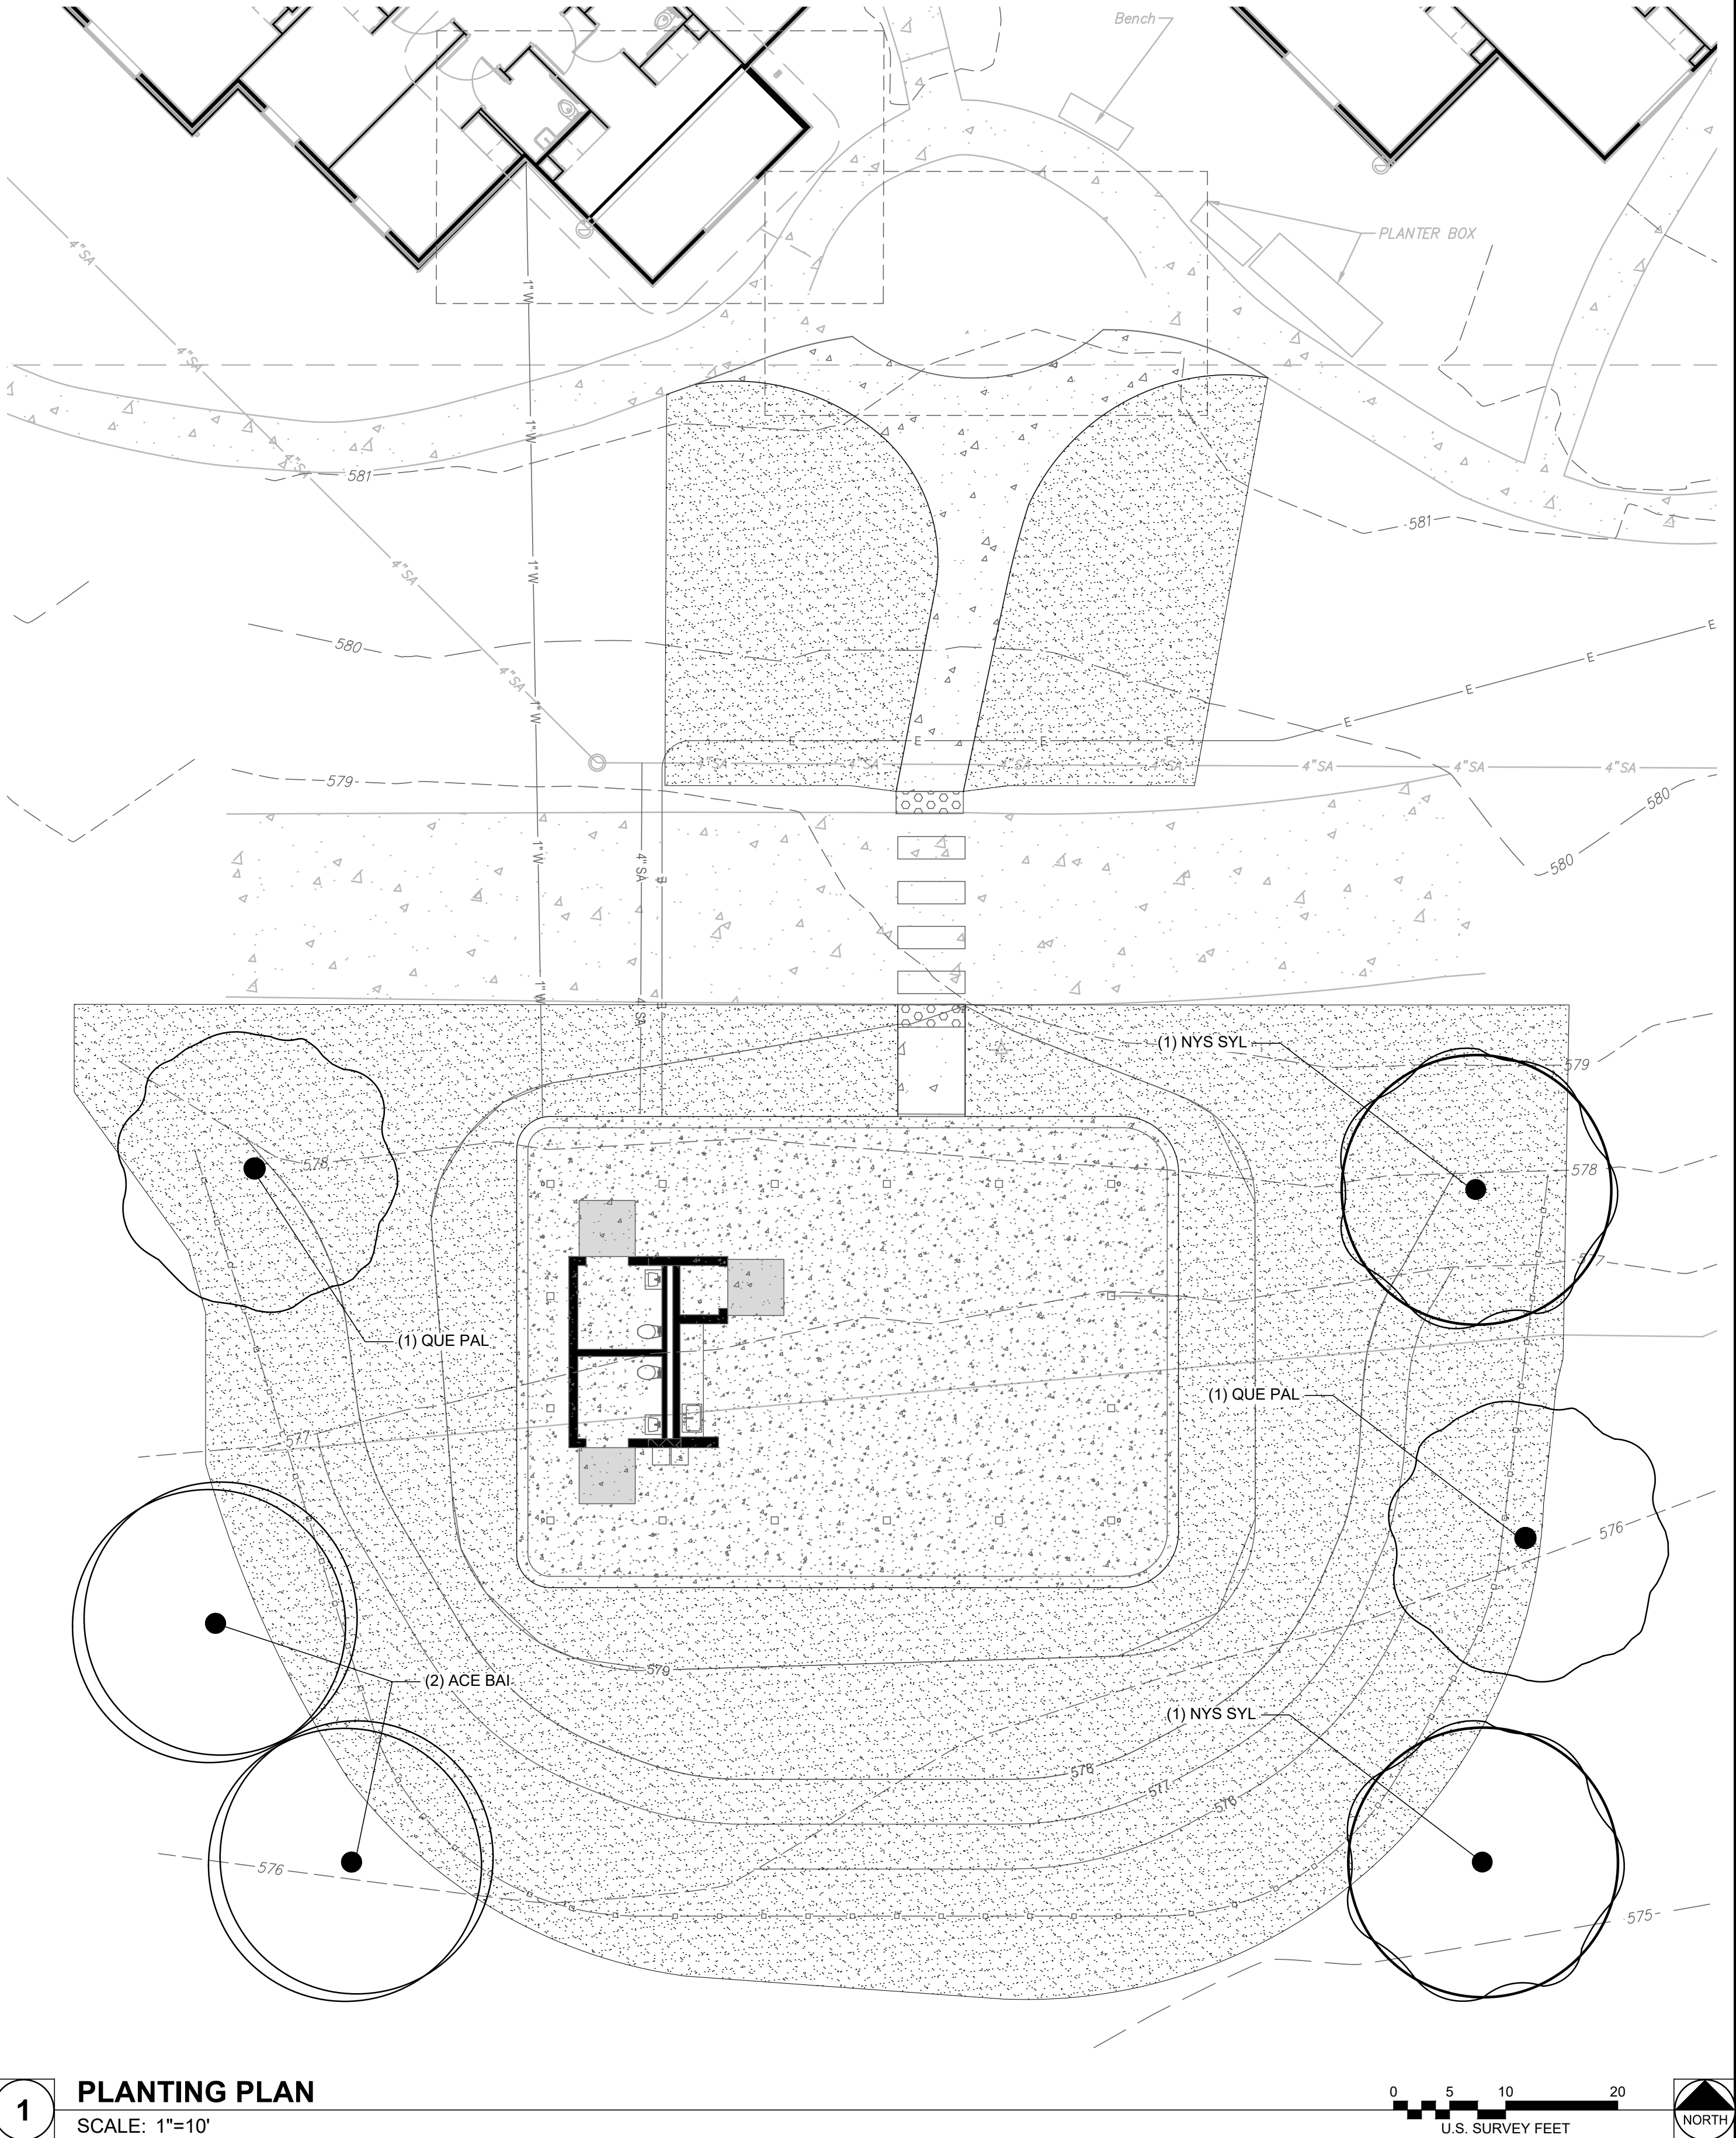 Bench
PLANTER BOX
4"SA
4"SA
4"SA
4"SA
4"SA
1" W
1" W
1" W
1" W
1" W
1" W
581
581
580
E
E
E
E
E
E
E
E
4"SA
4"SA
4"SA
4"SA
4"SA
4"SA
4"SA
579
580
580
4"SA
E
4"SA
E
(1) NYS SYL
579
578
578
577
(1) QUE PAL
(1) QUE PAL
577
576
579
(2) ACE BAI
(1) NYS SYL
578
577
576
576
575
1
PLANTING PLAN
SCALE: 1"=10'
0 5 10 20
U.S. SURVEY FEET
NORTH